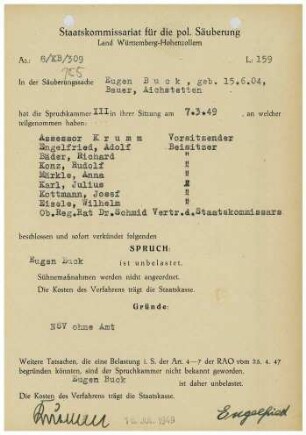 Staatskommissariat für die pol. Säuberung
Land Württemberg-Hohenzollern
Az.: 8/KB/309 L 159
755
In der Säuberungssache Eugen Buck, geb. 15.6.04,
Bauer, Aichstetten
hat die Spruchkammer III in ihrer Sitzung am 7.3.49 , an welcher
teilgenommen haben:
Assessor Krumm Vorsitzender
Engelfried, Adolf Beisitzer
Bäder, Richard "
Konz, Rudolf "
Märkle, Anna "
Karl, Julius "
Kottmann, Josef "
Eisele, Wilhelm "
Ob.Reg.Rat Dr.Schmid Vertr.d.Staatskommissars
beschlossen und sofort verkündet folgenden
SPRUCH:
Eugen Buck ist unbelastet.
Sühnemaßnahmen werden nicht angeordnet.
Die Kosten des Verfahrens trägt die Staatskasse.
Gründe:
NSV ohne Amt
Weitere Tatsachen, die eine Belastung i. S. der Art. 4–7 der RAO vom 25. 4. 47
begründen könnten, sind der Spruchkammer nicht bekannt geworden.
Eugen Buck ist daher unbelastet.
Die Kosten des Verfahrens trägt die Staatskasse.
Engelfried
1949